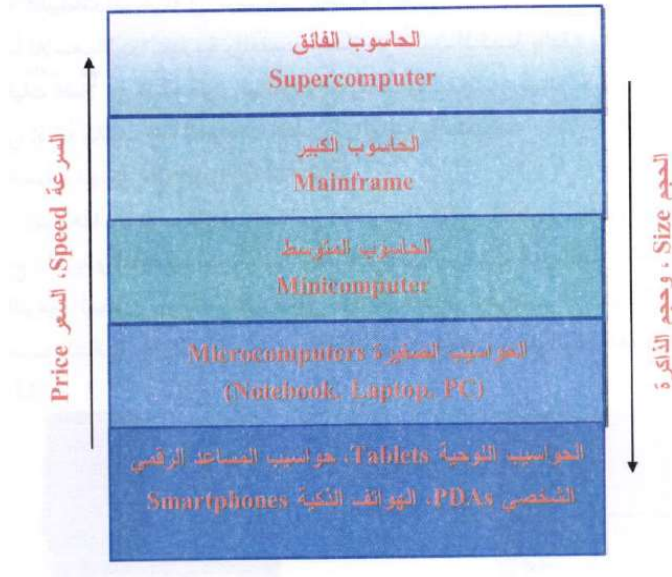 الحاسوب الفائق
Supercomputer
الحاسوب الكبير
Mainframe
الحاسوب المتوسط
Minicomputer
الحواسيب الصغيرة Microcomputers
(Notebook, Laptop, PC)
الحواسيب اللوحية Tablets، حواسيب المساعد الرقمي
الشخصي PDAs، الهواتف الذكية Smartphones
السرعة Speed، السعر Price
الحجم Size ، وحجم الذاكرة